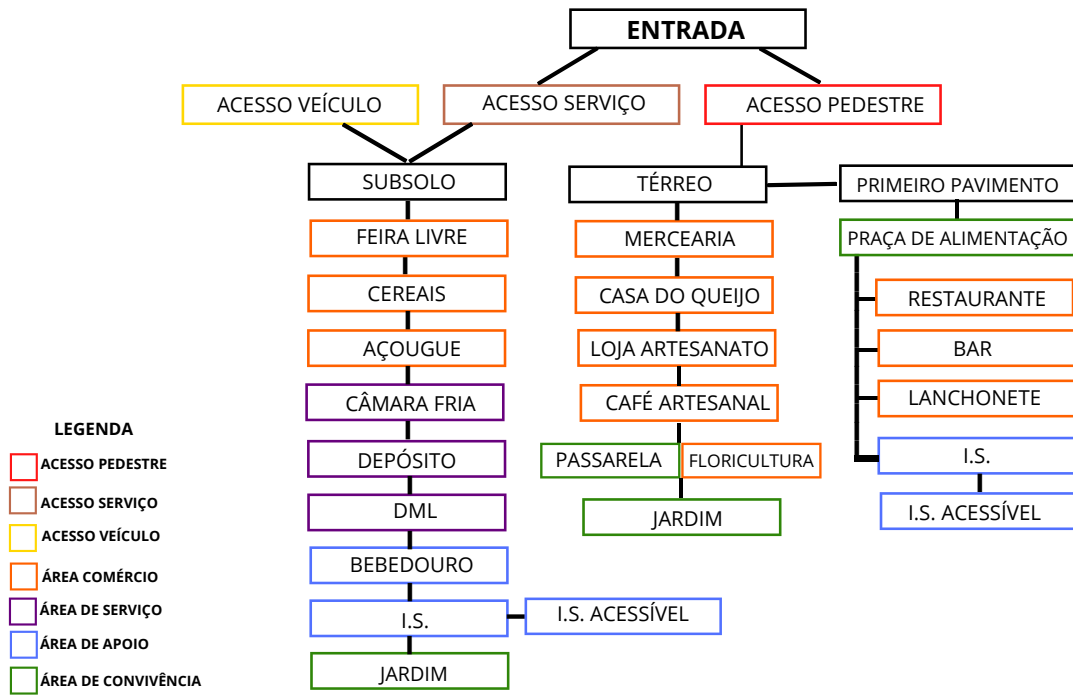 ENTRADA
ACESSO VEÍCULO
ACESSO SERVIÇO
ACESSO PEDESTRE
SUBSOLO
TÉRREO
PRIMEIRO PAVIMENTO
FEIRA LIVRE
MERCEARIA
PRAÇA DE ALIMENTAÇÃO
CEREAIS
CASA DO QUEIJO
RESTAURANTE
AÇOUGUE
LOJA ARTESANATO
BAR
CÂMARA FRIA
CAFÉ ARTESANAL
LANCHONETE
DEPÓSITO
PASSARELA
FLORICULTURA
I.S.
DML
JARDIM
I.S. ACESSÍVEL
BEBEDOURO
I.S.
I.S. ACESSÍVEL
JARDIM
LEGENDA
ACESSO PEDESTRE
ACESSO SERVIÇO
ACESSO VEÍCULO
ÁREA COMÉRCIO
ÁREA DE SERVIÇO
ÁREA DE APOIO
ÁREA DE CONVIVÊNCIA